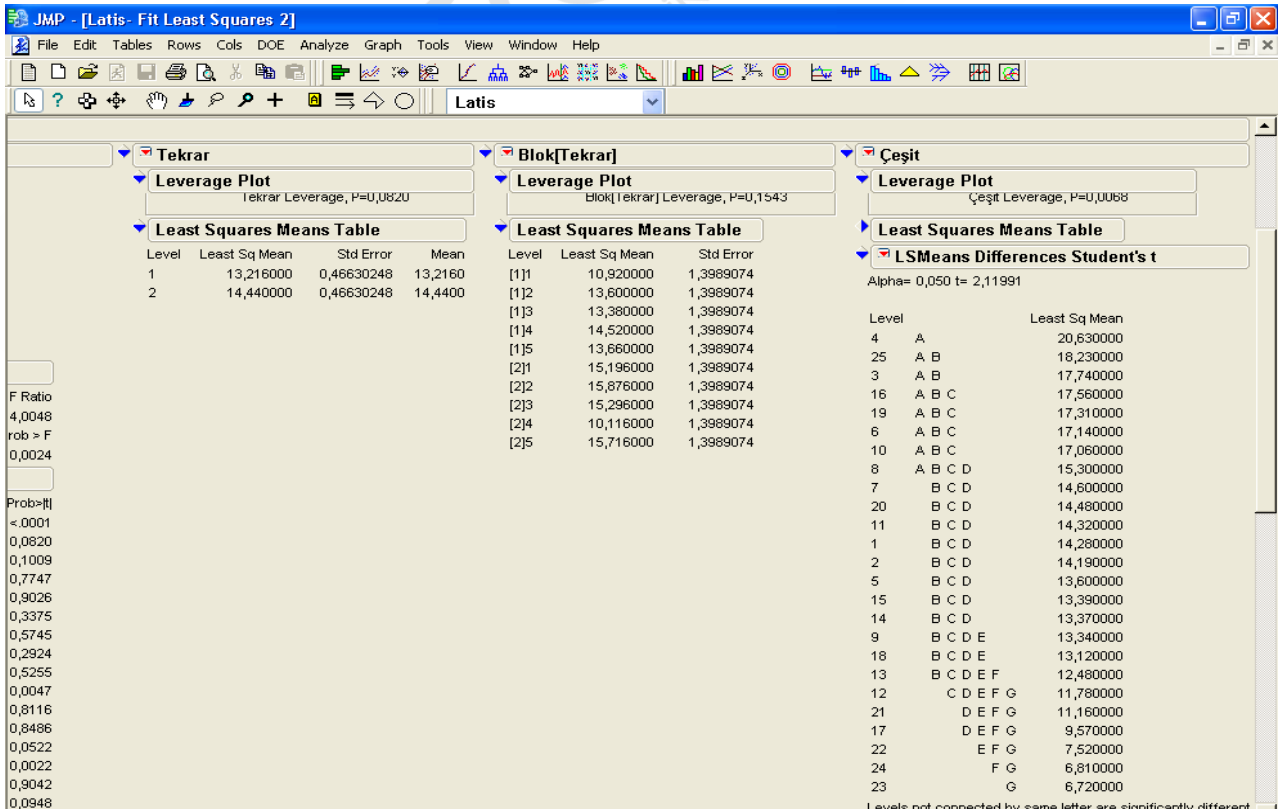 JMP - [Latis- Fit Least Squares 2]
File Edit Tables Rows Cols DOE Analyze Graph Tools View Window Help
Latis
Tekrar
Leverage Plot
Tekrar Leverage, P=0,0820
Least Squares Means Table
Level Least Sq Mean Std Error Mean
1 13,216000 0,46630248 13,2160
2 14,440000 0,46630248 14,4400
F Ratio
4,0048
rob > F
0,0024
Prob>|t|
<.0001
0,0820
0,1009
0,7747
0,9026
0,3375
0,5745
0,2924
0,5255
0,0047
0,8116
0,8486
0,0522
0,0022
0,9042
0,0948
Blok[Tekrar]
Leverage Plot
Blok[Tekrar] Leverage, P=0,1543
Least Squares Means Table
Level Least Sq Mean Std Error
[1]1 10,920000 1,3989074
[1]2 13,600000 1,3989074
[1]3 13,380000 1,3989074
[1]4 14,520000 1,3989074
[1]5 13,660000 1,3989074
[2]1 15,196000 1,3989074
[2]2 15,876000 1,3989074
[2]3 15,296000 1,3989074
[2]4 10,116000 1,3989074
[2]5 15,716000 1,3989074
Çeşit
Leverage Plot
Çeşit Leverage, P=0,0068
Least Squares Means Table
LSMeans Differences Student's t
Alpha= 0,050 t= 2,11991
Level Least Sq Mean
4 A 20,630000
25 A B 18,230000
3 A B 17,740000
16 A B C 17,560000
19 A B C 17,310000
6 A B C 17,140000
10 A B C 17,060000
8 A B C D 15,300000
7 B C D 14,600000
20 B C D 14,480000
11 B C D 14,320000
1 B C D 14,280000
2 B C D 14,190000
5 B C D 13,600000
15 B C D 13,390000
14 B C D 13,370000
9 B C D E 13,340000
18 B C D E 13,120000
13 B C D E F 12,480000
12 C D E F G 11,780000
21 D E F G 11,160000
17 D E F G 9,570000
22 E F G 7,520000
24 F G 6,810000
23 G 6,720000
Levels not connected by same letter are significantly different